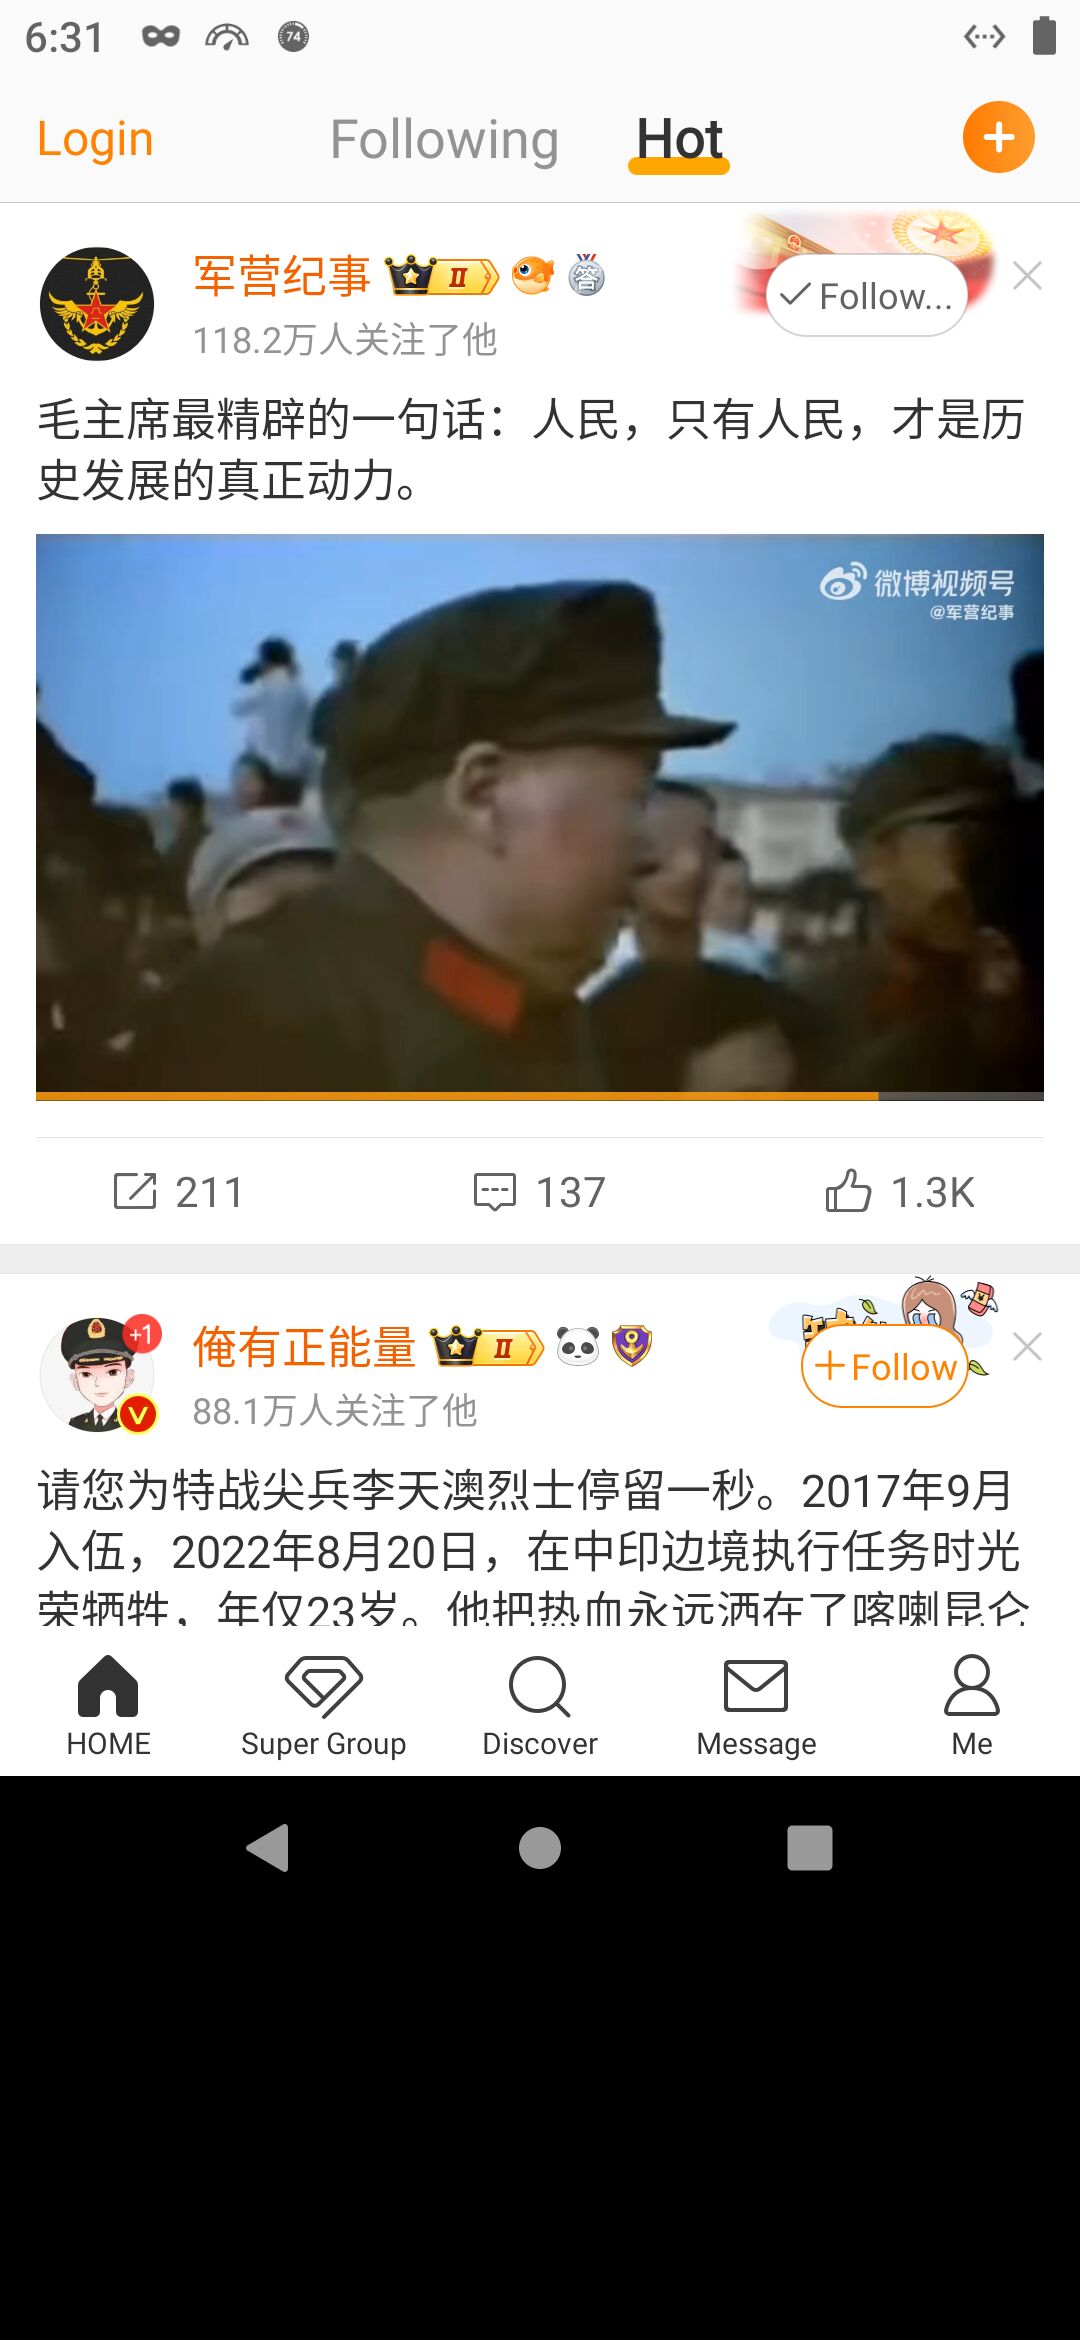 6:31
74
Login
Following
Hot
军营纪事
II
答
Follow...
118.2万人关注了他
毛主席最精辟的一句话：人民，只有人民，才是历
史发展的真正动力。
微博视频号
@军营纪事
211
137
1.3K
+1
V
俺有正能量
II
+Follow
88.1万人关注了他
请您为特战尖兵李天澳烈士停留一秒。2017年9月
入伍，2022年8月20日，在中印边境执行任务时光
荣牺牲，年仅23岁。他把热血永远洒在了喀喇昆仑
HOME
Super Group
Discover
Message
Me